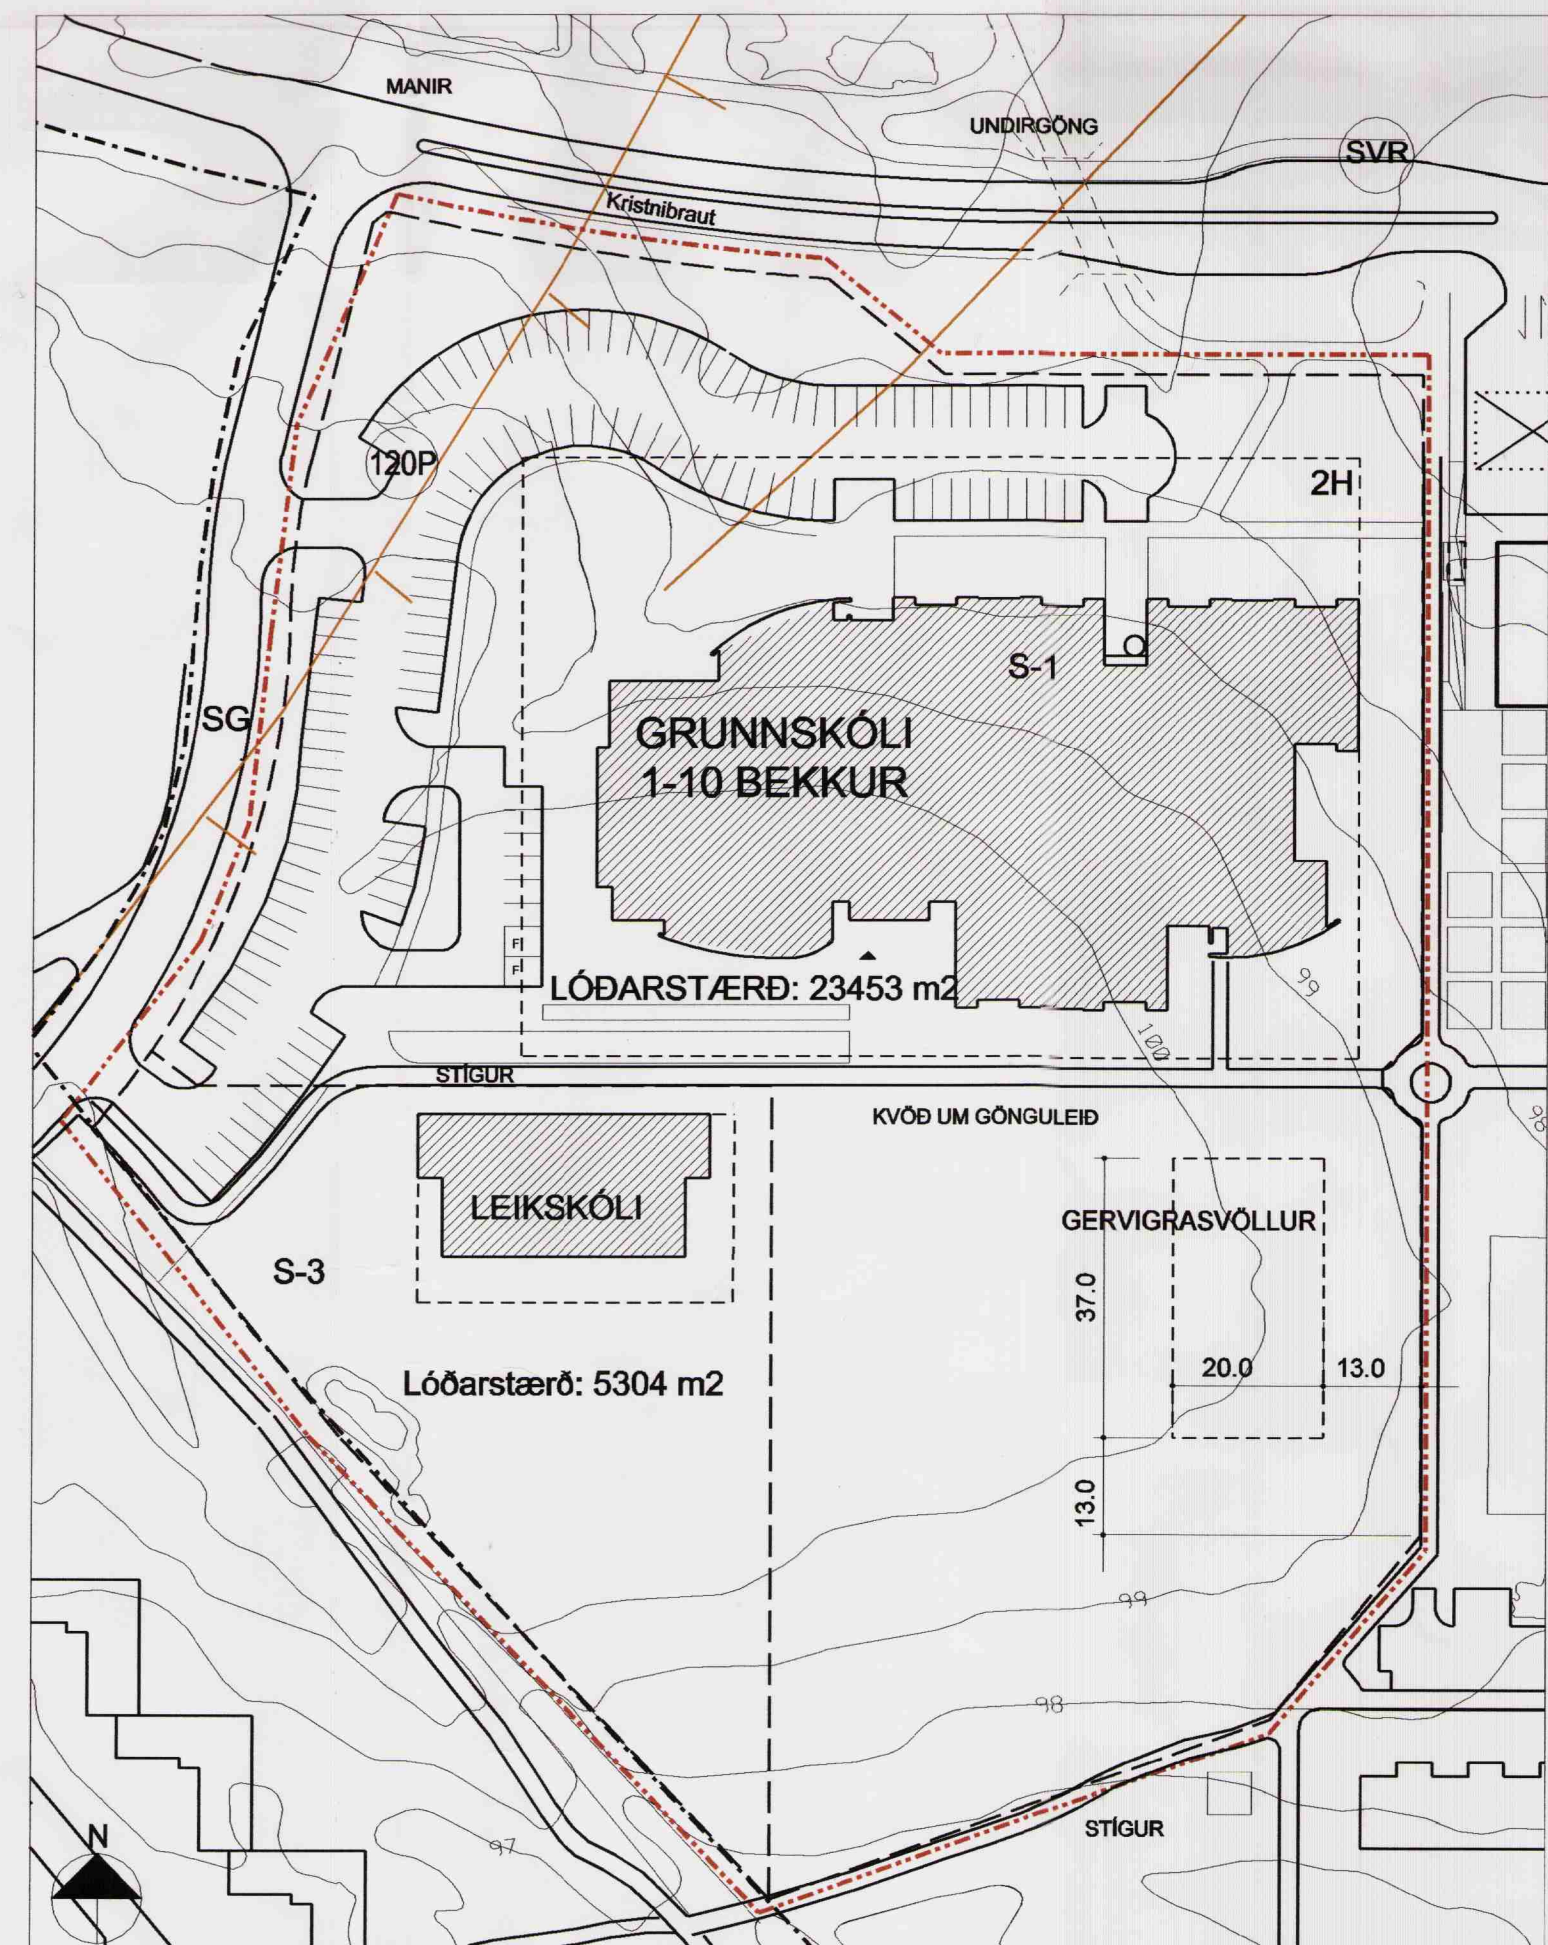 MANIR
UNDIRGÖNG
SVR
Kristnibraut
120P
2H
S-1
SG
GRUNNSKÓLI
1-10 BEKKUR
F
F
LÓÐARSTÆRÐ: 23453 m2
99
100
STÍGUR
KVÖÐ UM GÖNGULEIÐ
98
LEIKSKÓLI
GERVIGRASVÖLLUR
S-3
37.0
20.0
13.0
Lóðarstærð: 5304 m2
13.0
99
98
STÍGUR
N
97